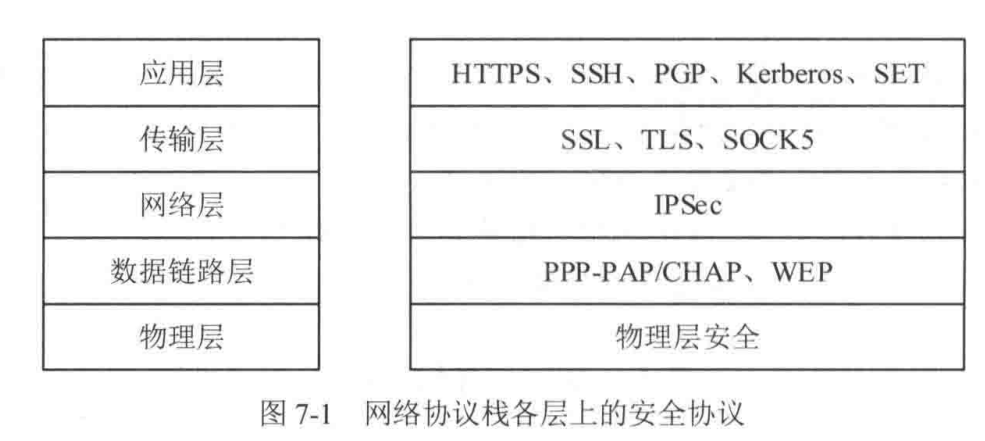 应用层 HTTPS、SSH、PGP、Kerberos、SET
传输层 SSL、TLS、SOCK5
网络层 IPSec
数据链路层 PPP-PAP/CHAP、WEP
物理层 物理层安全
图 7-1 网络协议栈各层上的安全协议